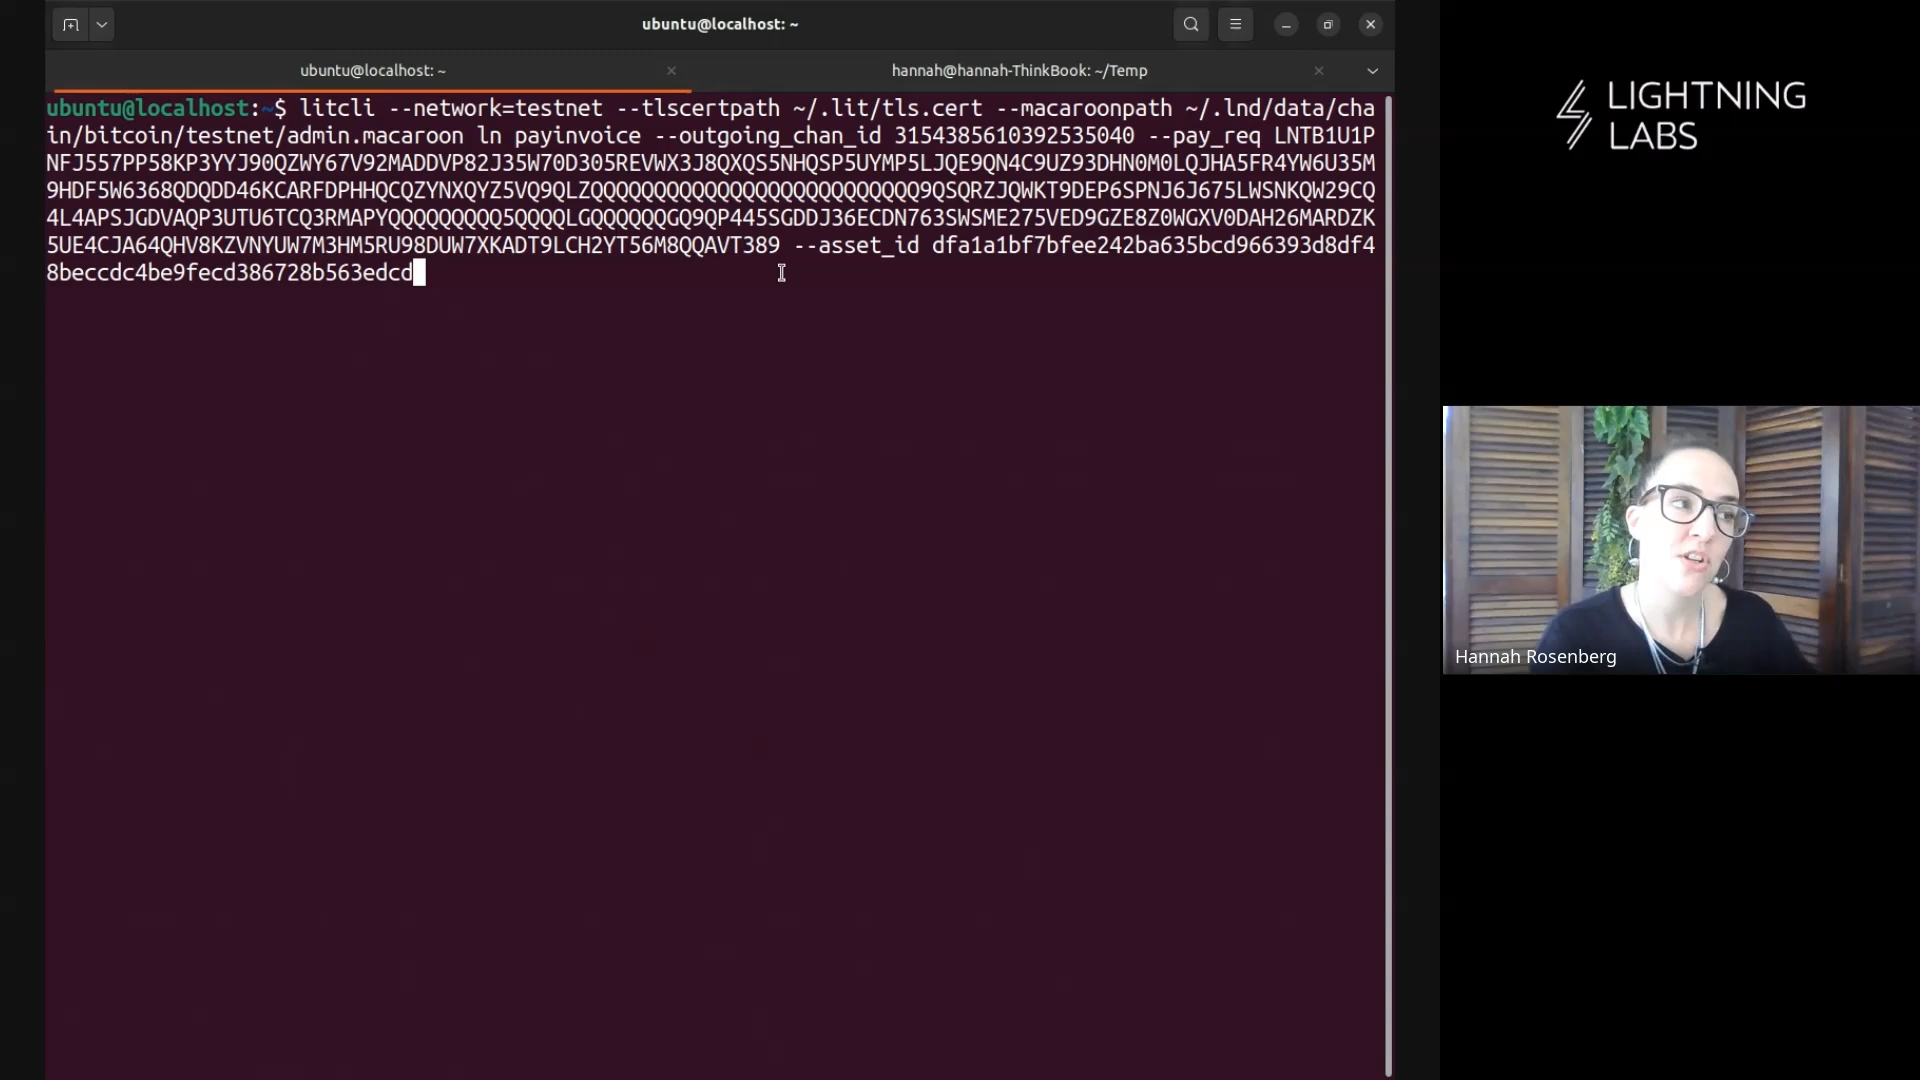 ubuntu@localhost: ~
ubuntu@localhost: ~
hannah@hannah-ThinkBook: ~/Temp
ubuntu@localhost:~$ litcli --network=testnet --tlscertpath ~/.lit/tls.cert --macaroonpath ~/.lnd/data/cha
in/bitcoin/testnet/admin.macaroon ln payinvoice --outgoing_chan_id 3154385610392535040 --pay_req LNTB1U1P
NFJ557PP58KP3YYJ90QZWY67V92MADDVP82J35W70D305REVWX3J8QXQS5NHQSP5UYMP5LJQE9QN4C9UZ93DHN0M0LQJHA5FR4YW6U35M
9HDF5W6368QDQDD46KCARFDPHHQCQZYNXQYZ5VQ9QLZQQQQQQQQQQQQQQQQQQQQQQQQQQ9QSQRZJQWKT9DEP6SPNJ6J675LWSNKQW29CQ
4L4APSJGDVAQP3UTU6TCQ3RMAPYQQQQQQQQQ5QQQQLGQQQQQQGQ9QP445SGDDJ36ECDN763SWSME275VED9GZE8Z0WGXV0DAH26MARDZK
5UE4CJA64QHV8KZVNYUW7M3HM5RU98DUW7XKADT9LCH2YT56M8QQAVT389 --asset_id dfa1a1bf7bfee242ba635bcd966393d8df4
8beccdc4be9fecd386728b563edcd
LIGHTNING
LABS
Hannah Rosenberg